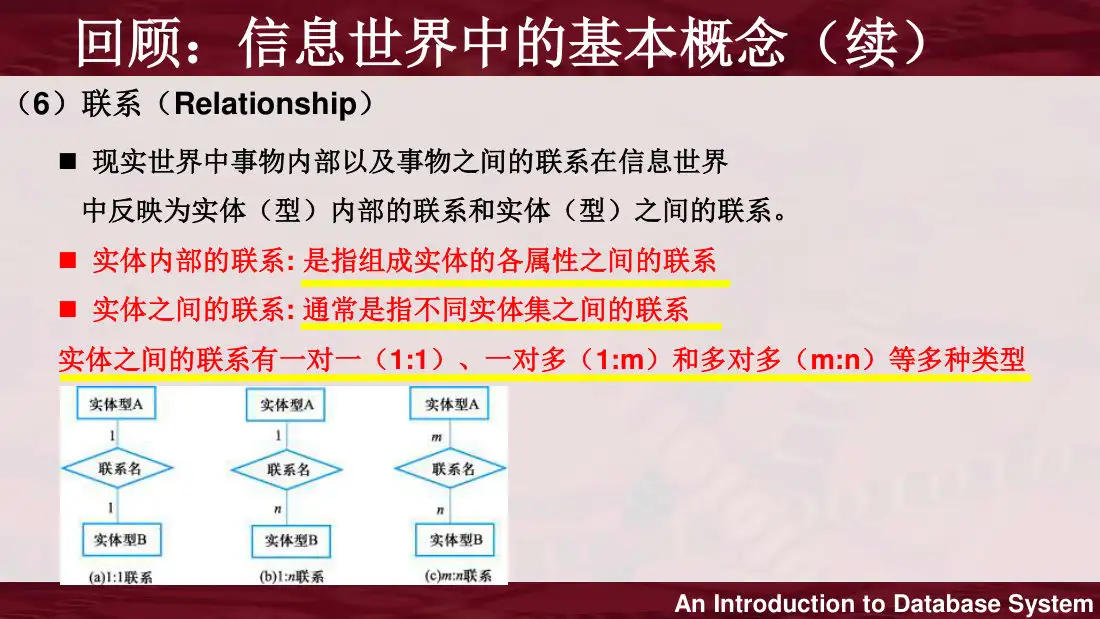 回顾：信息世界中的基本概念（续）
（6）联系（Relationship）
■ 现实世界中事物内部以及事物之间的联系在信息世界
中反映为实体（型）内部的联系和实体（型）之间的联系。
■ 实体内部的联系: 是指组成实体的各属性之间的联系
■ 实体之间的联系: 通常是指不同实体集之间的联系
实体之间的联系有一对一（1:1）、一对多（1:m）和多对多（m:n）等多种类型
实体型A
1
联系名
1
实体型B
(a)1:1联系
实体型A
1
联系名
n
实体型B
(b)1:n联系
实体型A
m
联系名
n
实体型B
(c)m:n联系
An Introduction to Database System